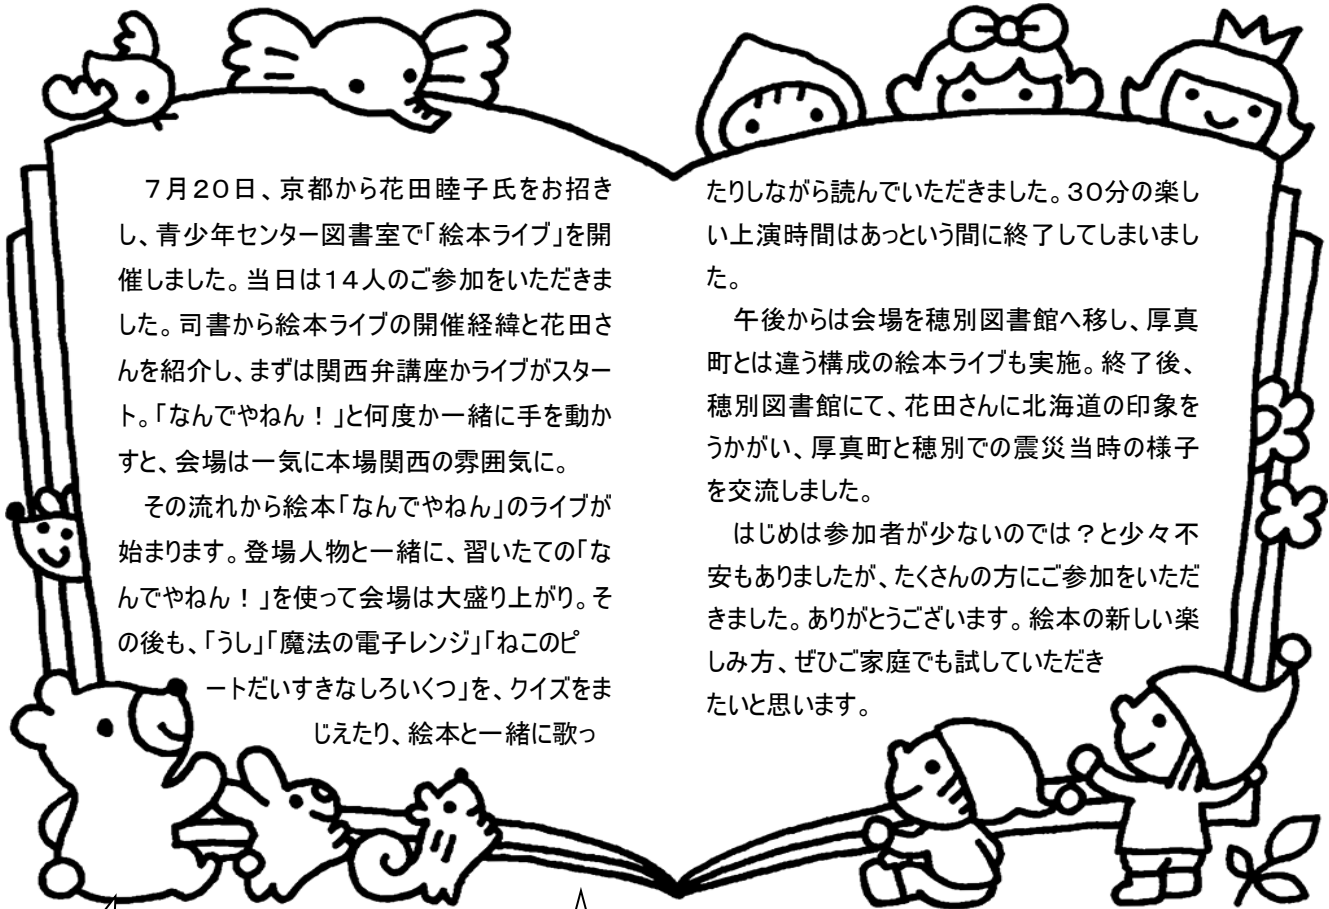 ７月２０日、京都から花田睦子氏をお招き
し、青少年センター図書室で「絵本ライブ」を開
催しました。当日は１４人のご参加をいただきま
した。司書から絵本ライブの開催経緯と花田さ
んを紹介し、まずは関西弁講座かライブがスター
ト。「なんでやねん！」と何度か一緒に手を動か
すと、会場は一気に本場関西の雰囲気に。
　その流れから絵本「なんでやねん」のライブが
始まります。登場人物と一緒に、習いたての「な
んでやねん！」を使って会場は大盛り上がり。そ
の後も、「うし」「魔法の電子レンジ」「ねこのピ
ートだいすきなしろいくつ」を、クイズをま
じえたり、絵本と一緒に歌っ
たりしながら読んでいただきました。３０分の楽し
い上演時間はあっという間に終了してしまいまし
た。
　午後からは会場を穂別図書館へ移し、厚真
町とは違う構成の絵本ライブも実施。終了後、
穂別図書館にて、花田さんに北海道の印象を
うかがい、厚真町と穂別での震災当時の様子
を交流しました。
　はじめは参加者が少ないのでは？と少々不
安もありましたが、たくさんの方にご参加をいただ
きました。ありがとうございます。絵本の新しい楽
しみ方、ぜひご家庭でも試していただき
たいと思います。